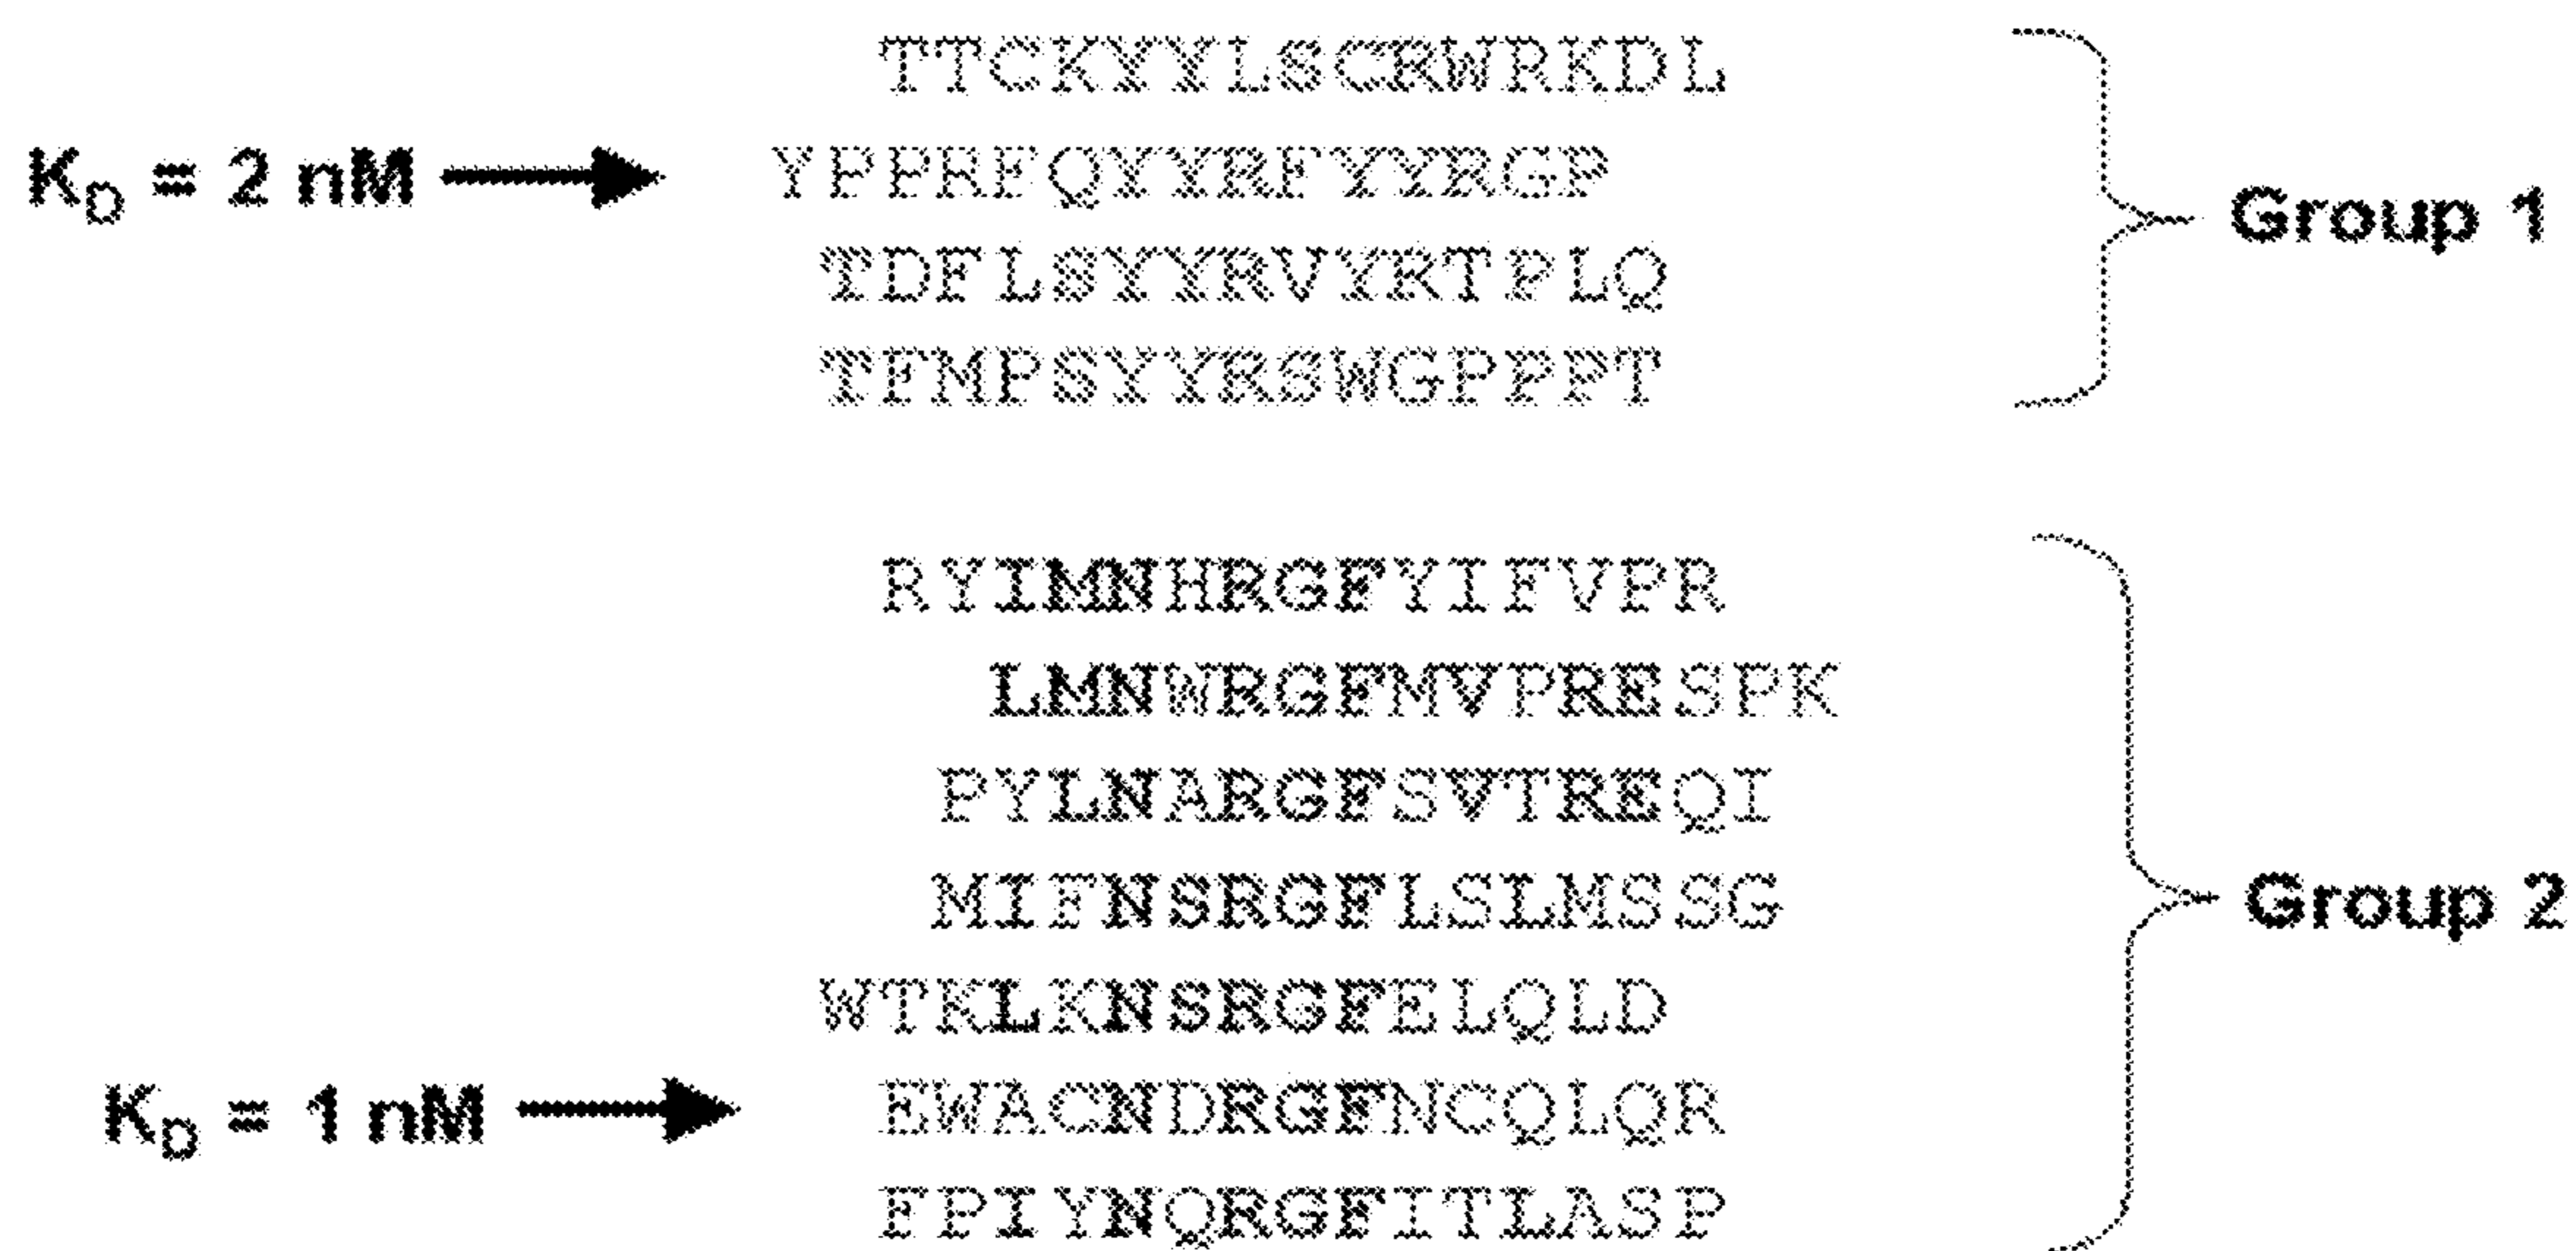 TTCKYYLSCRWRKDL
K_D = 2 nM YPPRFQYYRFYYRGP
Group 1
TDFLSYYRVYRTPLQ
TFMPSYYRSWGPPPT
RYIMNHRGFYIFVPR
LMNWRGFMVPRESPK
PYLNARGFSVTREQI
MIFNSRGFLSLMSSG
Group 2
WTKLKNSRGFELQLD
K_D = 1 nM EWACNDRGFNCQLQR
FPIYNQRGFITLASP